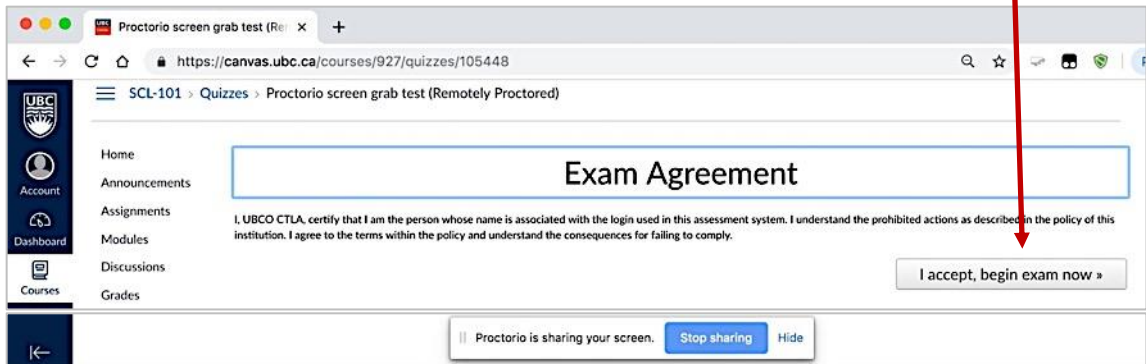 Proctorio screen grab test (Re
https://canvas.ubc.ca/courses/927/quizzes/105448
UBC
SCL-101 > Quizzes > Proctorio screen grab test (Remotely Proctored)
Account
Dashboard
Courses
Home
Announcements
Assignments
Modules
Discussions
Grades
Exam Agreement
I, UBCO CTLA, certify that I am the person whose name is associated with the login used in this assessment system. I understand the prohibited actions as described in the policy of this
institution. I agree to the terms within the policy and understand the consequences for failing to comply.
I accept, begin exam now »
Proctorio is sharing your screen. Stop sharing Hide